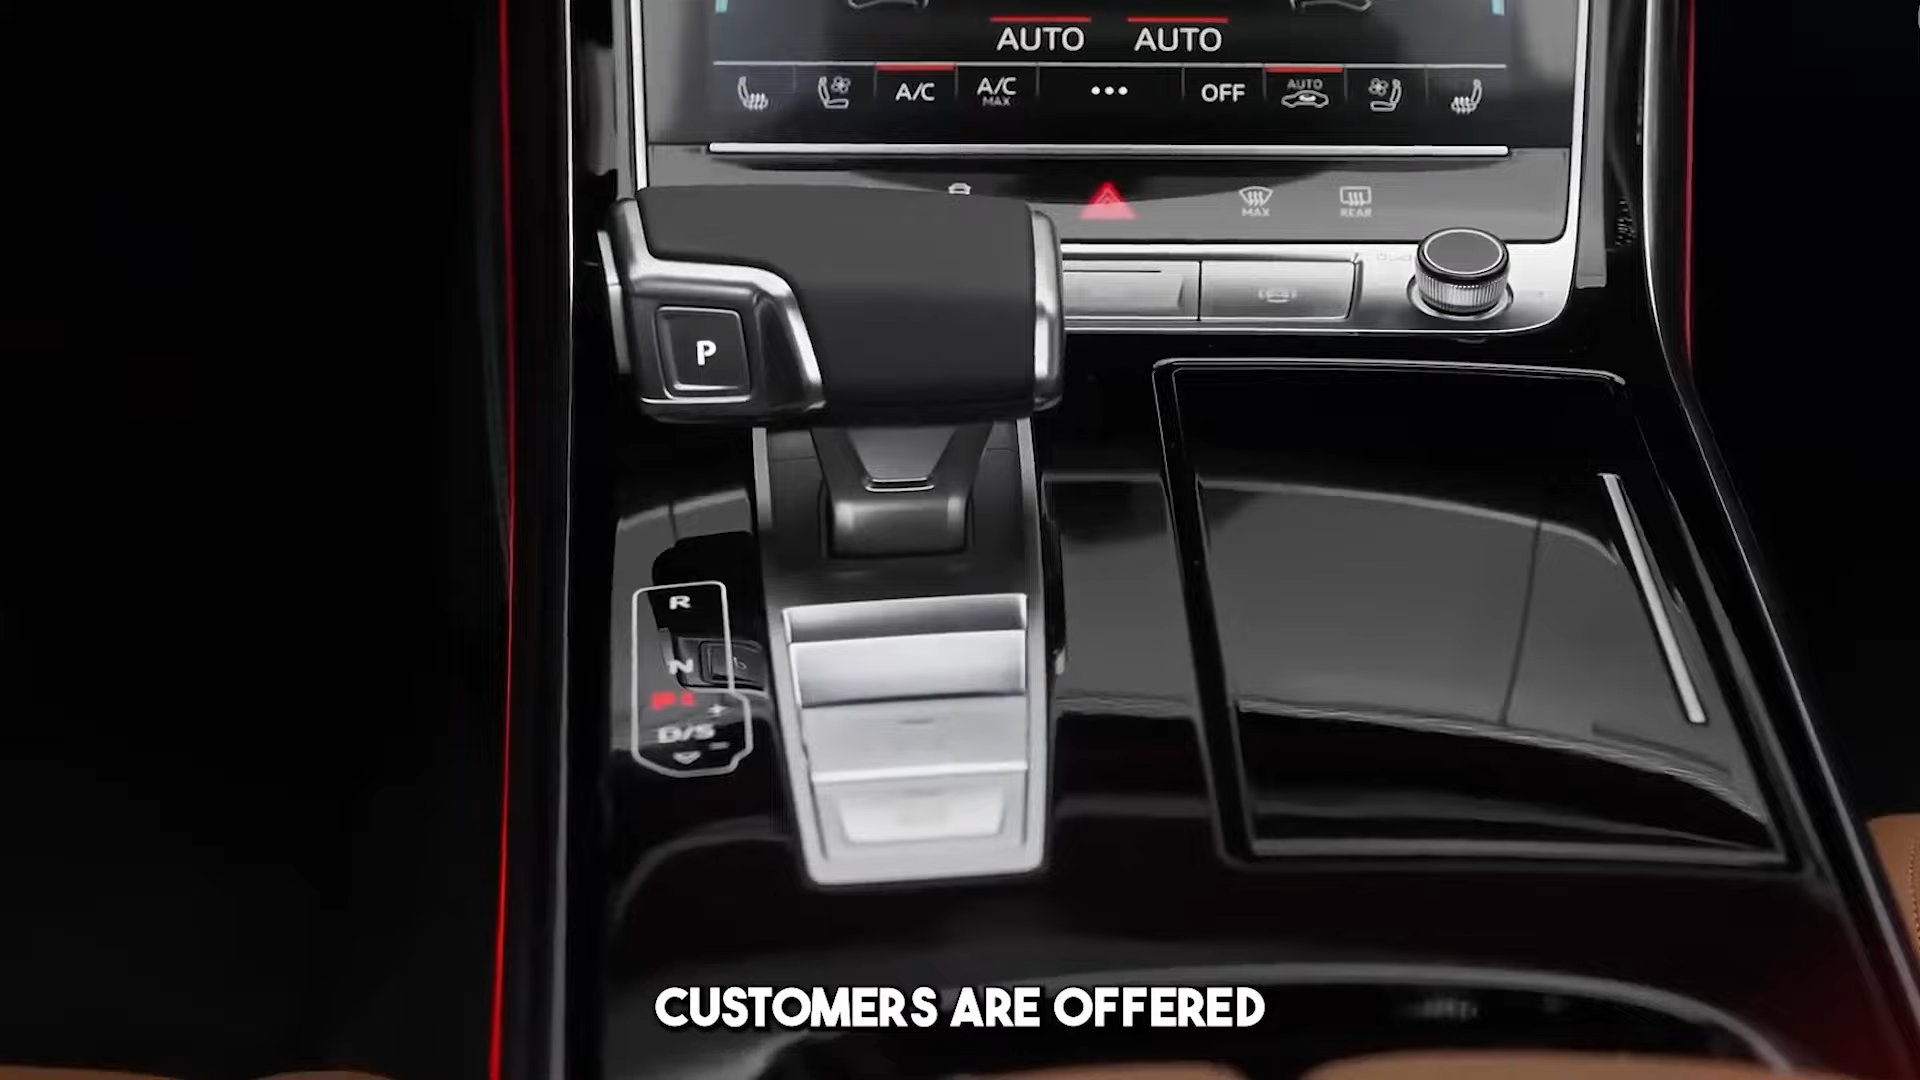 AUTO AUTO
A/C
A/C MAX
OFF
AUTO
MAX
REAR
P
R
N
+
D/S
-
CUSTOMERS ARE OFFERED